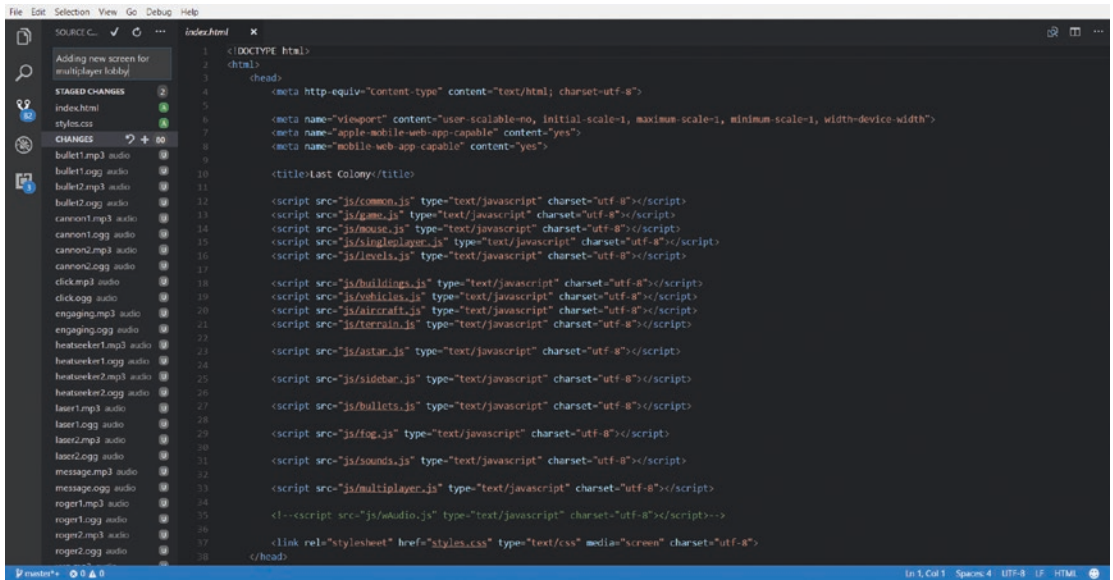 File Edit Selection View Go Debug Help
SOURCE C...
Adding new screen for
multiplayer lobby
STAGED CHANGES 2
index.html A
styles.css A
CHANGES 80
bullet1.mp3 audio U
bullet1.ogg audio U
bullet2.mp3 audio U
bullet2.ogg audio U
cannon1.mp3 audio U
cannon1.ogg audio U
cannon2.mp3 audio U
cannon2.ogg audio U
click.mp3 audio U
click.ogg audio U
engaging.mp3 audio U
engaging.ogg audio U
heatseeker1.mp3 audio U
heatseeker1.ogg audio U
heatseeker2.mp3 audio U
heatseeker2.ogg audio U
laser1.mp3 audio U
laser1.ogg audio U
laser2.mp3 audio U
laser2.ogg audio U
message.mp3 audio U
message.ogg audio U
roger1.mp3 audio U
roger1.ogg audio U
roger2.mp3 audio U
roger2.ogg audio U
82
3
index.html
1 <!DOCTYPE html>
2 <html>
3 <head>
4 <meta http-equiv="Content-type" content="text/html; charset=utf-8">
5
6 <meta name="viewport" content="user-scalable=no, initial-scale=1, maximum-scale=1, minimum-scale=1, width=device-width">
7 <meta name="apple-mobile-web-app-capable" content="yes">
8 <meta name="mobile-web-app-capable" content="yes">
9
10 <title>Last Colony</title>
11
12 <script src="js/common.js" type="text/javascript" charset="utf-8"></script>
13 <script src="js/game.js" type="text/javascript" charset="utf-8"></script>
14 <script src="js/mouse.js" type="text/javascript" charset="utf-8"></script>
15 <script src="js/singleplayer.js" type="text/javascript" charset="utf-8"></script>
16 <script src="js/levels.js" type="text/javascript" charset="utf-8"></script>
17
18 <script src="js/buildings.js" type="text/javascript" charset="utf-8"></script>
19 <script src="js/vehicles.js" type="text/javascript" charset="utf-8"></script>
20 <script src="js/aircraft.js" type="text/javascript" charset="utf-8"></script>
21 <script src="js/terrain.js" type="text/javascript" charset="utf-8"></script>
22
23 <script src="js/astar.js" type="text/javascript" charset="utf-8"></script>
24
25 <script src="js/sidebar.js" type="text/javascript" charset="utf-8"></script>
26
27 <script src="js/bullets.js" type="text/javascript" charset="utf-8"></script>
28
29 <script src="js/fog.js" type="text/javascript" charset="utf-8"></script>
30
31 <script src="js/sounds.js" type="text/javascript" charset="utf-8"></script>
32
33 <script src="js/multiplayer.js" type="text/javascript" charset="utf-8"></script>
34
35 <!--<script src="js/wAudio.js" type="text/javascript" charset="utf-8"></script>-->
36
37 <link rel="stylesheet" href="styles.css" type="text/css" media="screen" charset="utf-8">
38 </head>
master*+ 0 0 Ln 1, Col 1 Spaces: 4 UTF-8 LF HTML